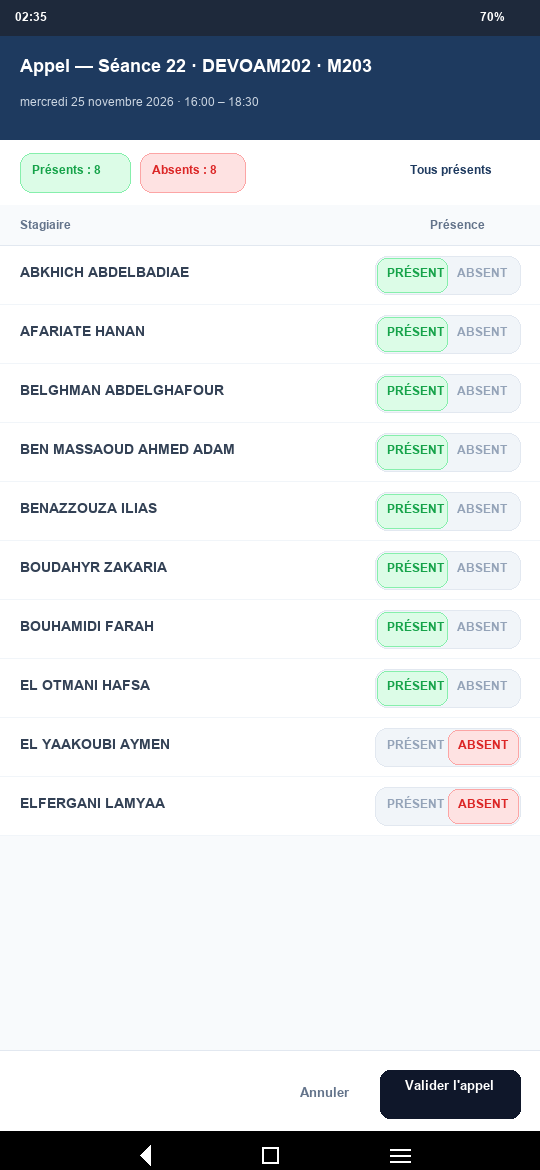 02:35 70%
Appel — Séance 22 · DEVOAM202 · M203
mercredi 25 novembre 2026 · 16:00 – 18:30
Présents : 8 Absents : 8 Tous présents
Stagiaire Présence
ABKHICH ABDELBADIAE PRÉSENT ABSENT
AFARIATE HANAN PRÉSENT ABSENT
BELGHMAN ABDELGHAFOUR PRÉSENT ABSENT
BEN MASSAOUD AHMED ADAM PRÉSENT ABSENT
BENAZZOUZA ILIAS PRÉSENT ABSENT
BOUDAHYR ZAKARIA PRÉSENT ABSENT
BOUHAMIDI FARAH PRÉSENT ABSENT
EL OTMANI HAFSA PRÉSENT ABSENT
EL YAAKOUBI AYMEN PRÉSENT ABSENT
ELFERGANI LAMYAA PRÉSENT ABSENT
Annuler Valider l'appel